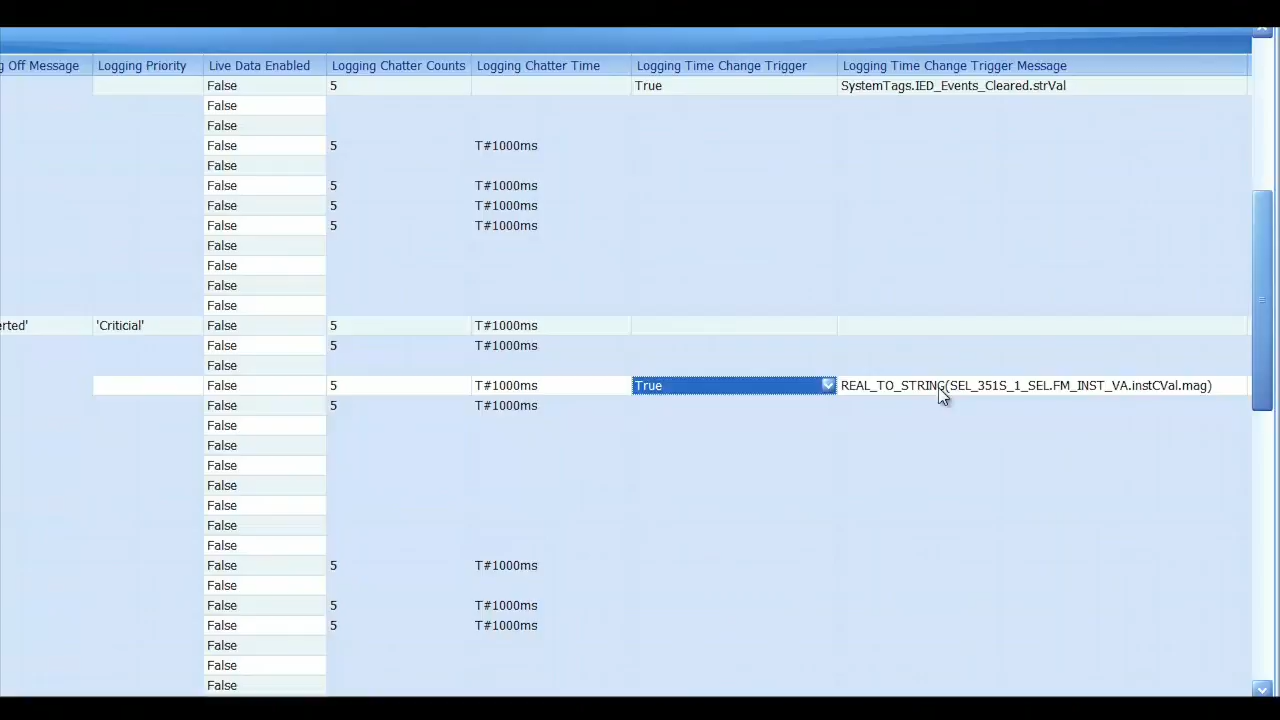 g Off Message Logging Priority Live Data Enabled Logging Chatter Counts Logging Chatter Time Logging Time Change Trigger Logging Time Change Trigger Message
False 5 True SystemTags.IED_Events_Cleared.strVal
False
False
False 5 T#1000ms
False
False 5 T#1000ms
False 5 T#1000ms
False 5 T#1000ms
False
False
False
False
erted' 'Criticial' False 5 T#1000ms
False 5 T#1000ms
False
False 5 T#1000ms True REAL_TO_STRING(SEL_351S_1_SEL.FM_INST_VA.instCVal.mag)
False 5 T#1000ms
False
False
False
False
False
False
False
False 5 T#1000ms
False
False 5 T#1000ms
False 5 T#1000ms
False
False
False